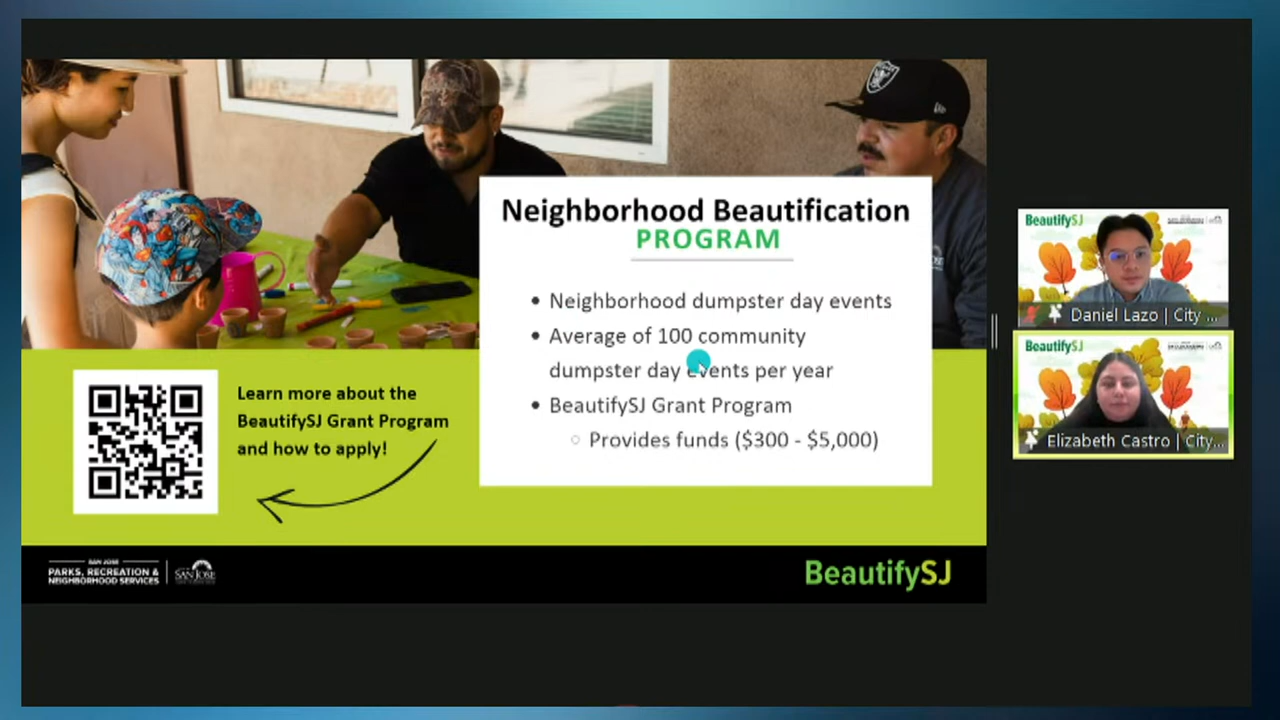 Neighborhood Beautification
PROGRAM
• Neighborhood dumpster day events
• Average of 100 community
dumpster day events per year
• BeautifySJ Grant Program
○ Provides funds ($300 - $5,000)
Learn more about the
BeautifySJ Grant Program
and how to apply!
SAN JOSE
PARKS, RECREATION &
NEIGHBORHOOD SERVICES
SAN JOSE
BeautifySJ
BeautifySJ
Daniel Lazo | City ...
BeautifySJ
Elizabeth Castro | City...